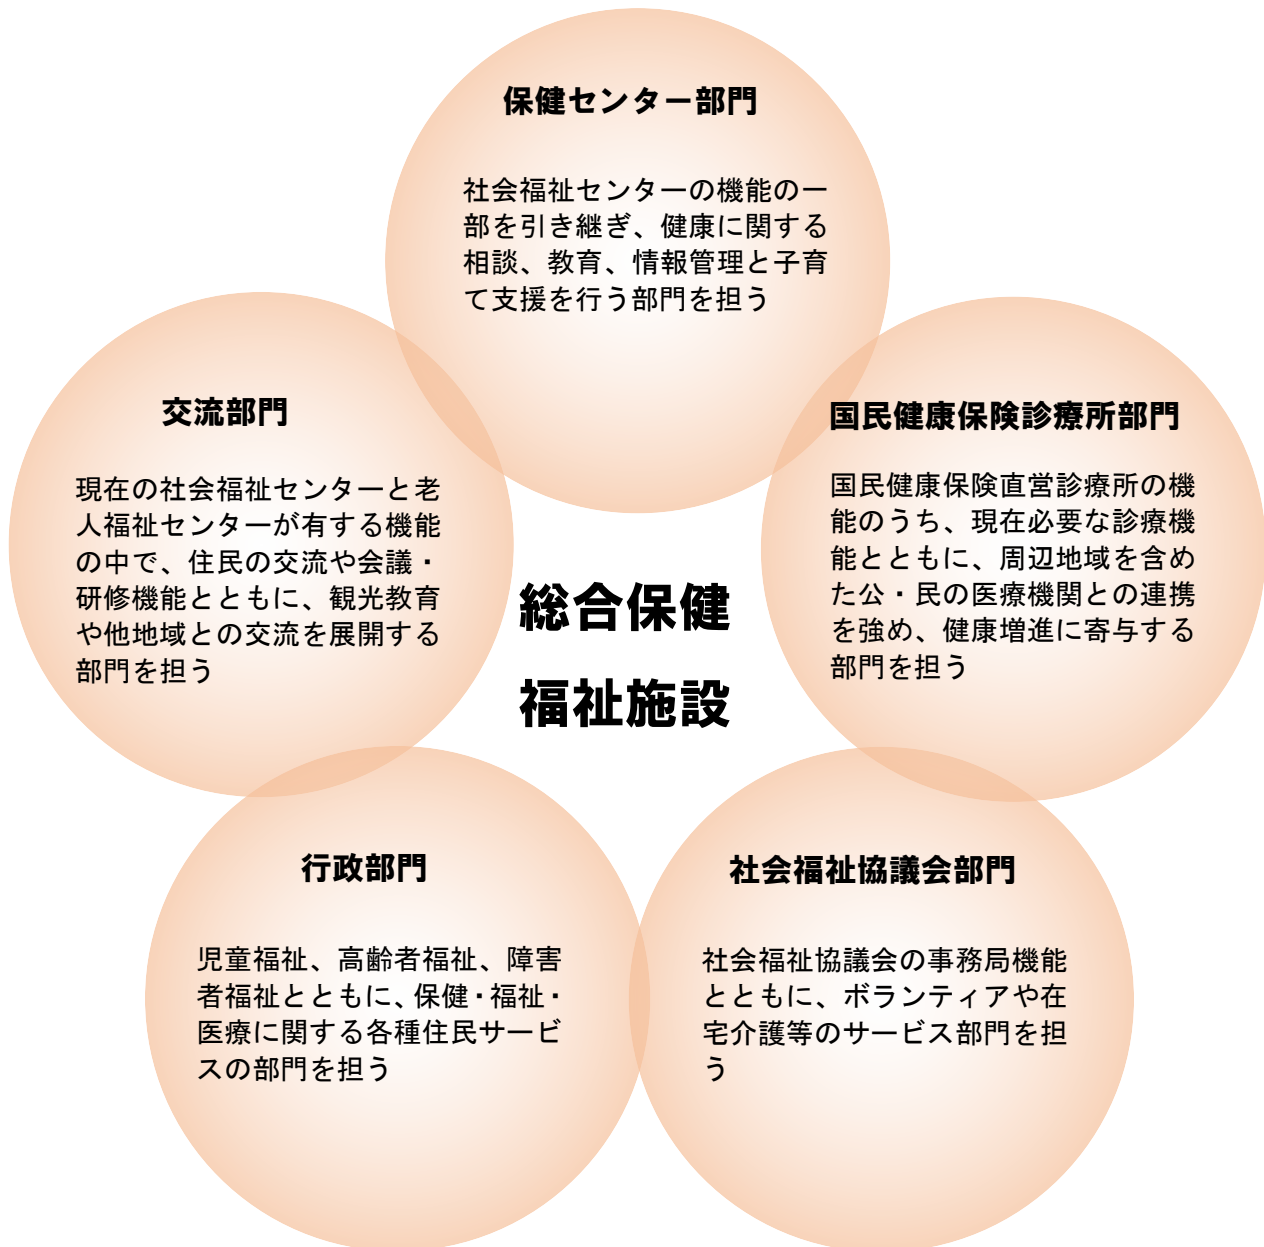 保健センター部門
社会福祉センターの機能の一
部を引き継ぎ、健康に関する
相談、教育、情報管理と子育
て支援を行う部門を担う
交流部門
現在の社会福祉センターと老
人福祉センターが有する機能
の中で、住民の交流や会議・
研修機能とともに、観光教育
や他地域との交流を展開する
部門を担う
国民健康保険診療所部門
国民健康保険直営診療所の機
能のうち、現在必要な診療機
能とともに、周辺地域を含め
た公・民の医療機関との連携
を強め、健康増進に寄与する
部門を担う
総合保健
福祉施設
行政部門
児童福祉、高齢者福祉、障害
者福祉とともに、保健・福祉・
医療に関する各種住民サービ
スの部門を担う
社会福祉協議会部門
社会福祉協議会の事務局機能
とともに、ボランティアや在
宅介護等のサービス部門を担
う